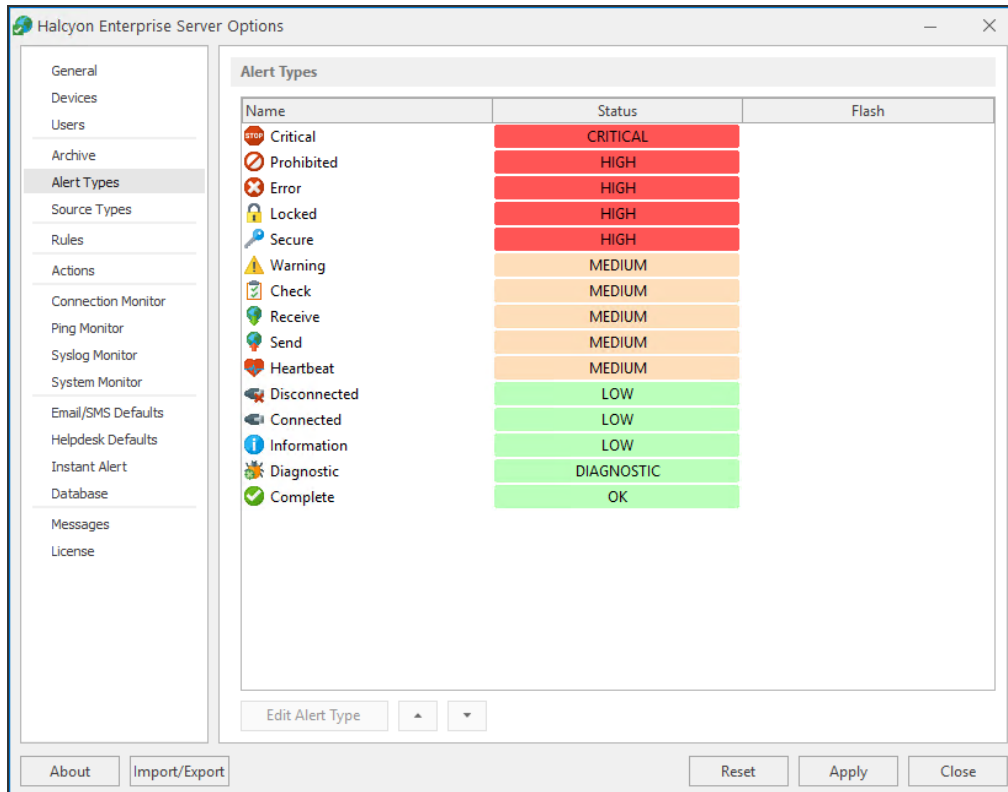 Halcyon Enterprise Server Options
General
Devices
Users
Archive
Alert Types
Source Types
Rules
Actions
Connection Monitor
Ping Monitor
Syslog Monitor
System Monitor
Email/SMS Defaults
Helpdesk Defaults
Instant Alert
Database
Messages
License
Alert Types
Name Status Flash
STOP Critical CRITICAL
Prohibited HIGH
Error HIGH
Locked HIGH
Secure HIGH
Warning MEDIUM
Check MEDIUM
Receive MEDIUM
Send MEDIUM
Heartbeat MEDIUM
Disconnected LOW
Connected LOW
Information LOW
Diagnostic DIAGNOSTIC
Complete OK
Edit Alert Type
About Import/Export Reset Apply Close